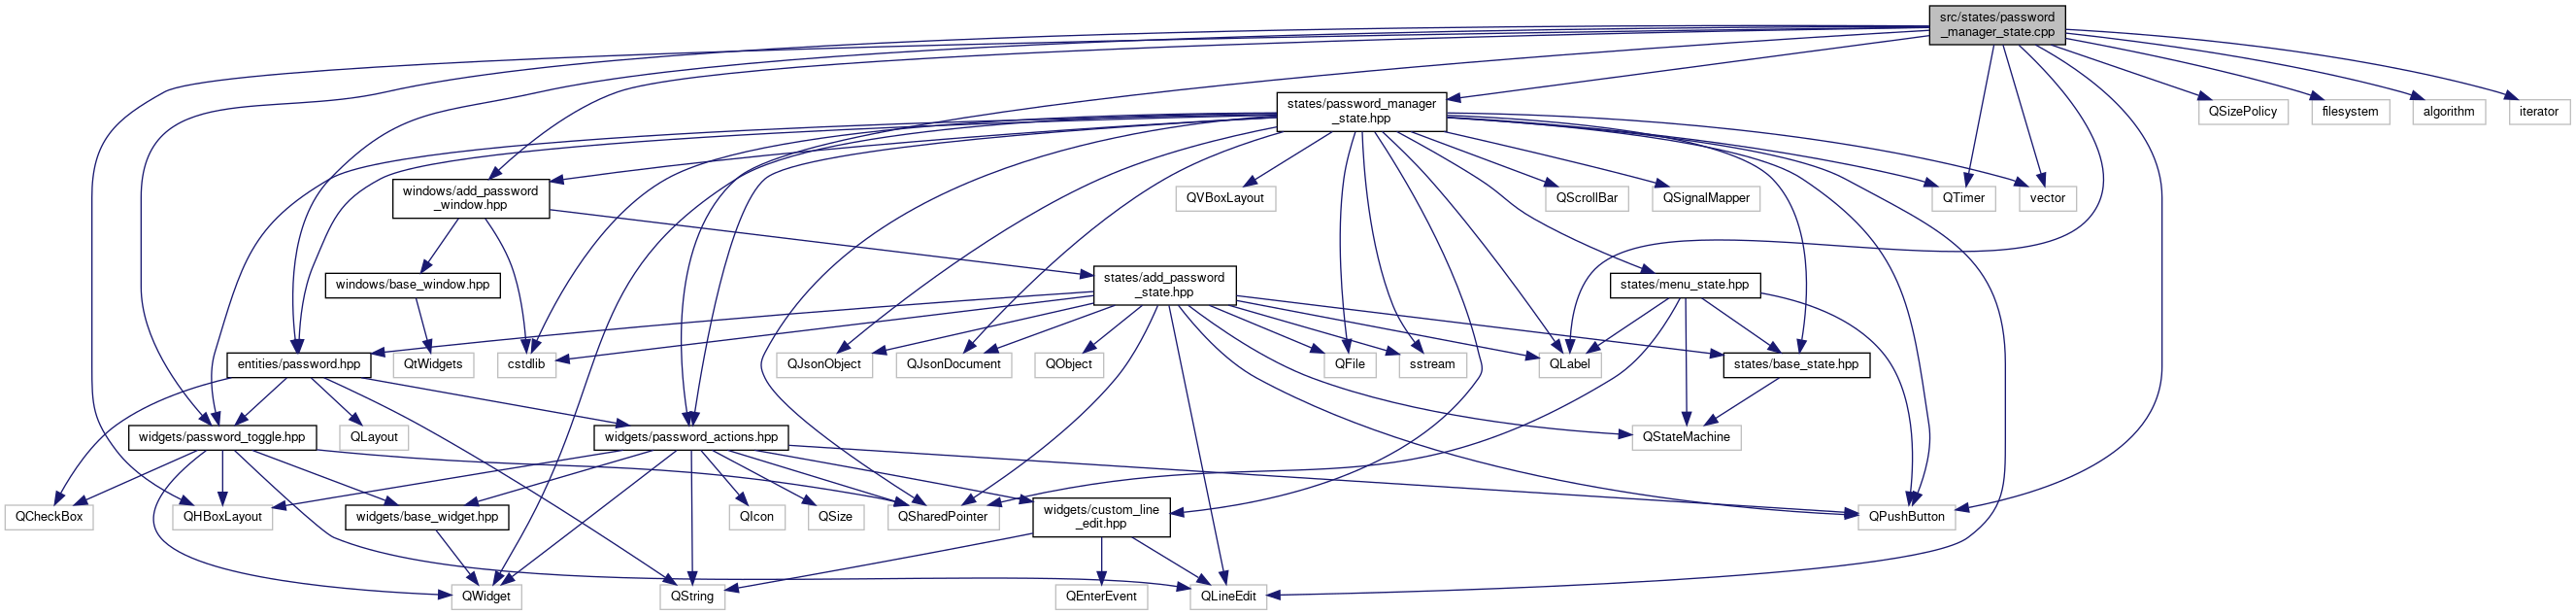 src/states/password
_manager_state.cpp
states/password_manager
_state.hpp
QSizePolicy
filesystem
algorithm
iterator
windows/add_password
_window.hpp
QVBoxLayout
QScrollBar
QSignalMapper
QTimer
vector
windows/base_window.hpp
states/add_password
_state.hpp
states/menu_state.hpp
entities/password.hpp
QtWidgets
cstdlib
QJsonObject
QJsonDocument
QObject
QFile
sstream
QLabel
states/base_state.hpp
widgets/password_toggle.hpp
QLayout
widgets/password_actions.hpp
QStateMachine
QCheckBox
QHBoxLayout
widgets/base_widget.hpp
QIcon
QSize
QSharedPointer
widgets/custom_line
_edit.hpp
QPushButton
QWidget
QString
QEnterEvent
QLineEdit